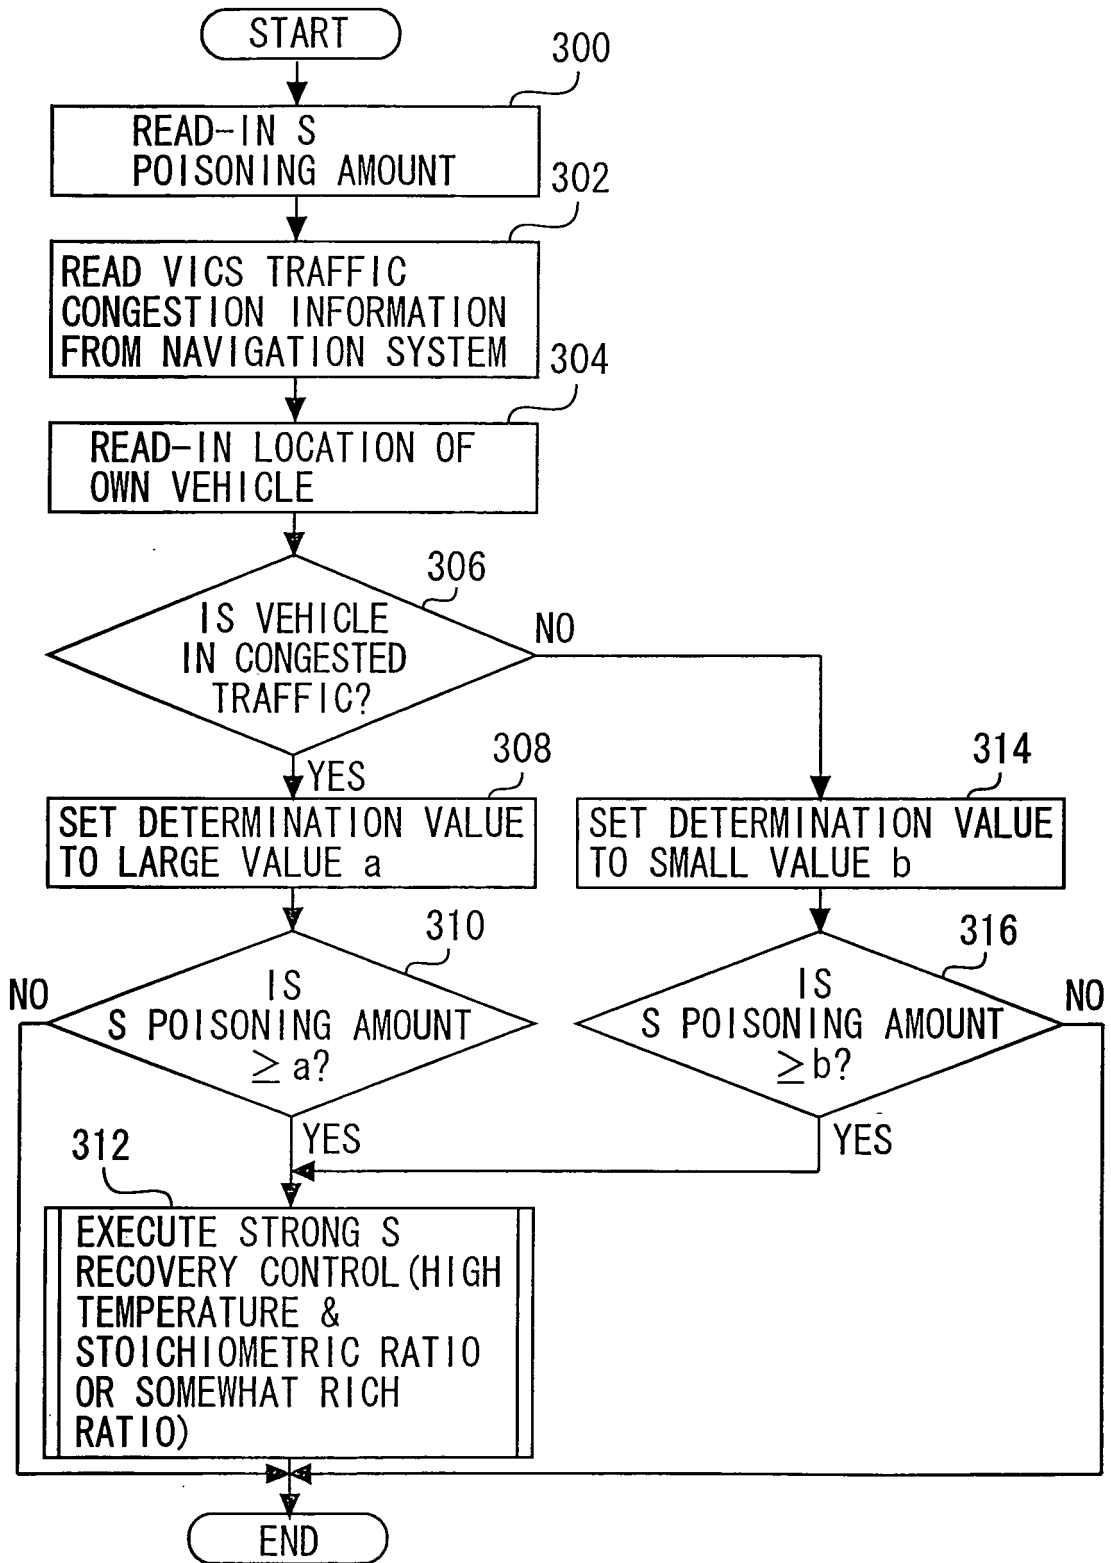 START
300
READ-IN S
POISONING AMOUNT
302
READ VICS TRAFFIC
CONGESTION INFORMATION
FROM NAVIGATION SYSTEM
304
READ-IN LOCATION OF
OWN VEHICLE
306
IS VEHICLE
IN CONGESTED
TRAFFIC?
NO
YES
308
SET DETERMINATION VALUE
TO LARGE VALUE a
314
SET DETERMINATION VALUE
TO SMALL VALUE b
310
IS
S POISONING AMOUNT
≥ a?
NO
YES
316
IS
S POISONING AMOUNT
≥ b?
NO
YES
312
EXECUTE STRONG S
RECOVERY CONTROL (HIGH
TEMPERATURE &
STOICHIOMETRIC RATIO
OR SOMEWHAT RICH
RATIO)
END